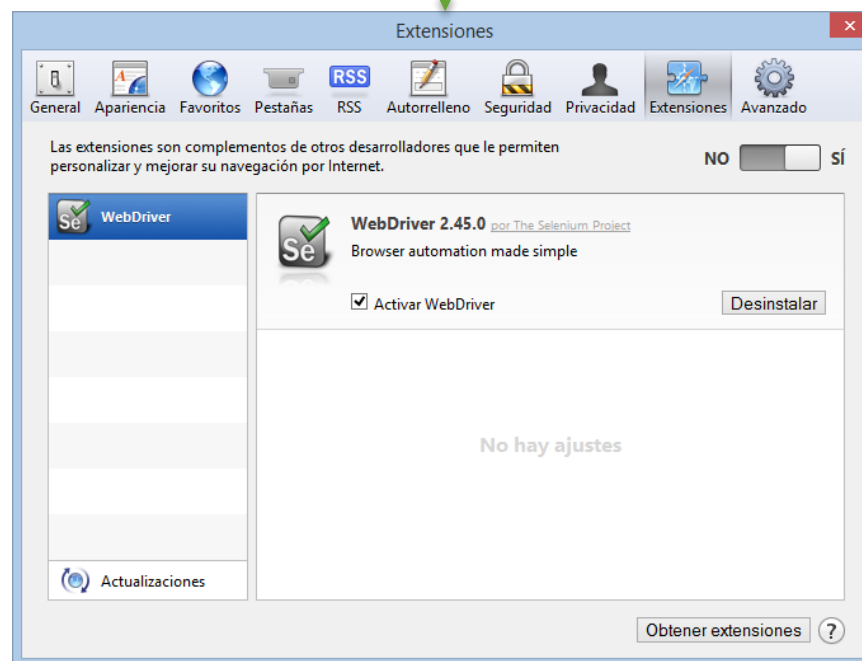 Extensiones
General Apariencia Favoritos Pestañas RSS Autorrelleno Seguridad Privacidad Extensiones Avanzado
RSS
Las extensiones son complementos de otros desarrolladores que le permiten
personalizar y mejorar su navegación por Internet.
NO SÍ
Se WebDriver
Se
WebDriver 2.45.0 por The Selenium Project
Browser automation made simple
Activar WebDriver
Desinstalar
No hay ajustes
Actualizaciones
Obtener extensiones ?